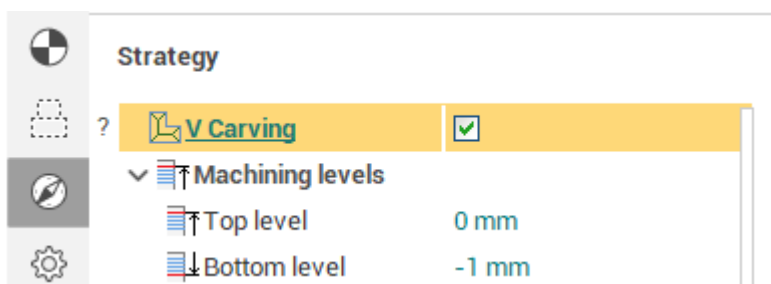 Strategy
? V Carving
Machining levels
Top level 0 mm
Bottom level -1 mm